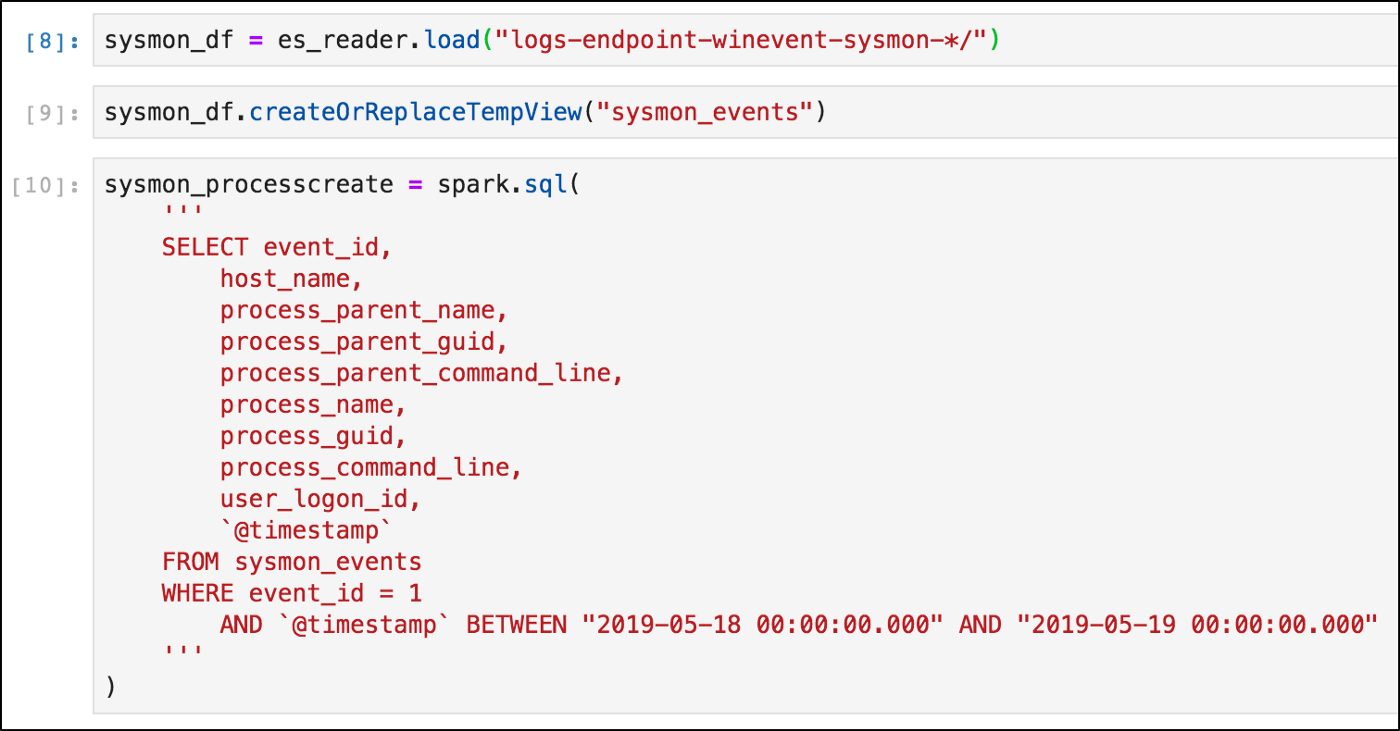 [8]: sysmon_df = es_reader.load("logs-endpoint-winevent-sysmon-*/")
[9]: sysmon_df.createOrReplaceTempView("sysmon_events")
[10]: sysmon_processcreate = spark.sql(
'''
SELECT event_id,
host_name,
process_parent_name,
process_parent_guid,
process_parent_command_line,
process_name,
process_guid,
process_command_line,
user_logon_id,
`@timestamp`
FROM sysmon_events
WHERE event_id = 1
AND `@timestamp` BETWEEN "2019-05-18 00:00:00.000" AND "2019-05-19 00:00:00.000"
'''
)